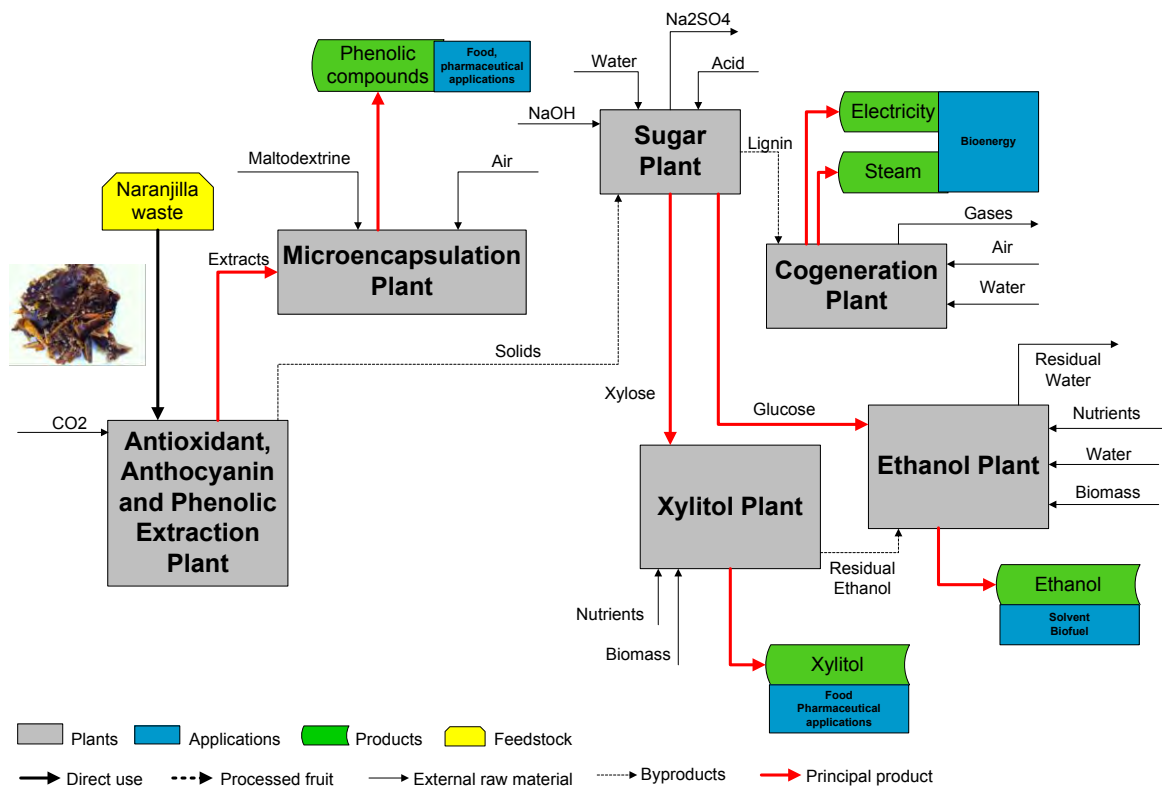 Na2SO4
Phenolic
compounds
Food,
pharmaceutical
applications
Water
Acid
NaOH
Sugar
Plant
Lignin
Electricity
Steam
Bioenergy
Maltodextrine
Air
Naranjilla
waste
Extracts
Microencapsulation
Plant
Gases
Cogeneration
Plant
Air
Water
Solids
Xylose
Glucose
Residual
Water
CO2
Antioxidant,
Anthocyanin
and Phenolic
Extraction
Plant
Xylitol Plant
Ethanol Plant
Nutrients
Water
Biomass
Residual
Ethanol
Nutrients
Biomass
Ethanol
Solvent
Biofuel
Xylitol
Food
Pharmaceutical
applications
Plants
Applications
Products
Feedstock
Direct use
Processed fruit
External raw material
Byproducts
Principal product